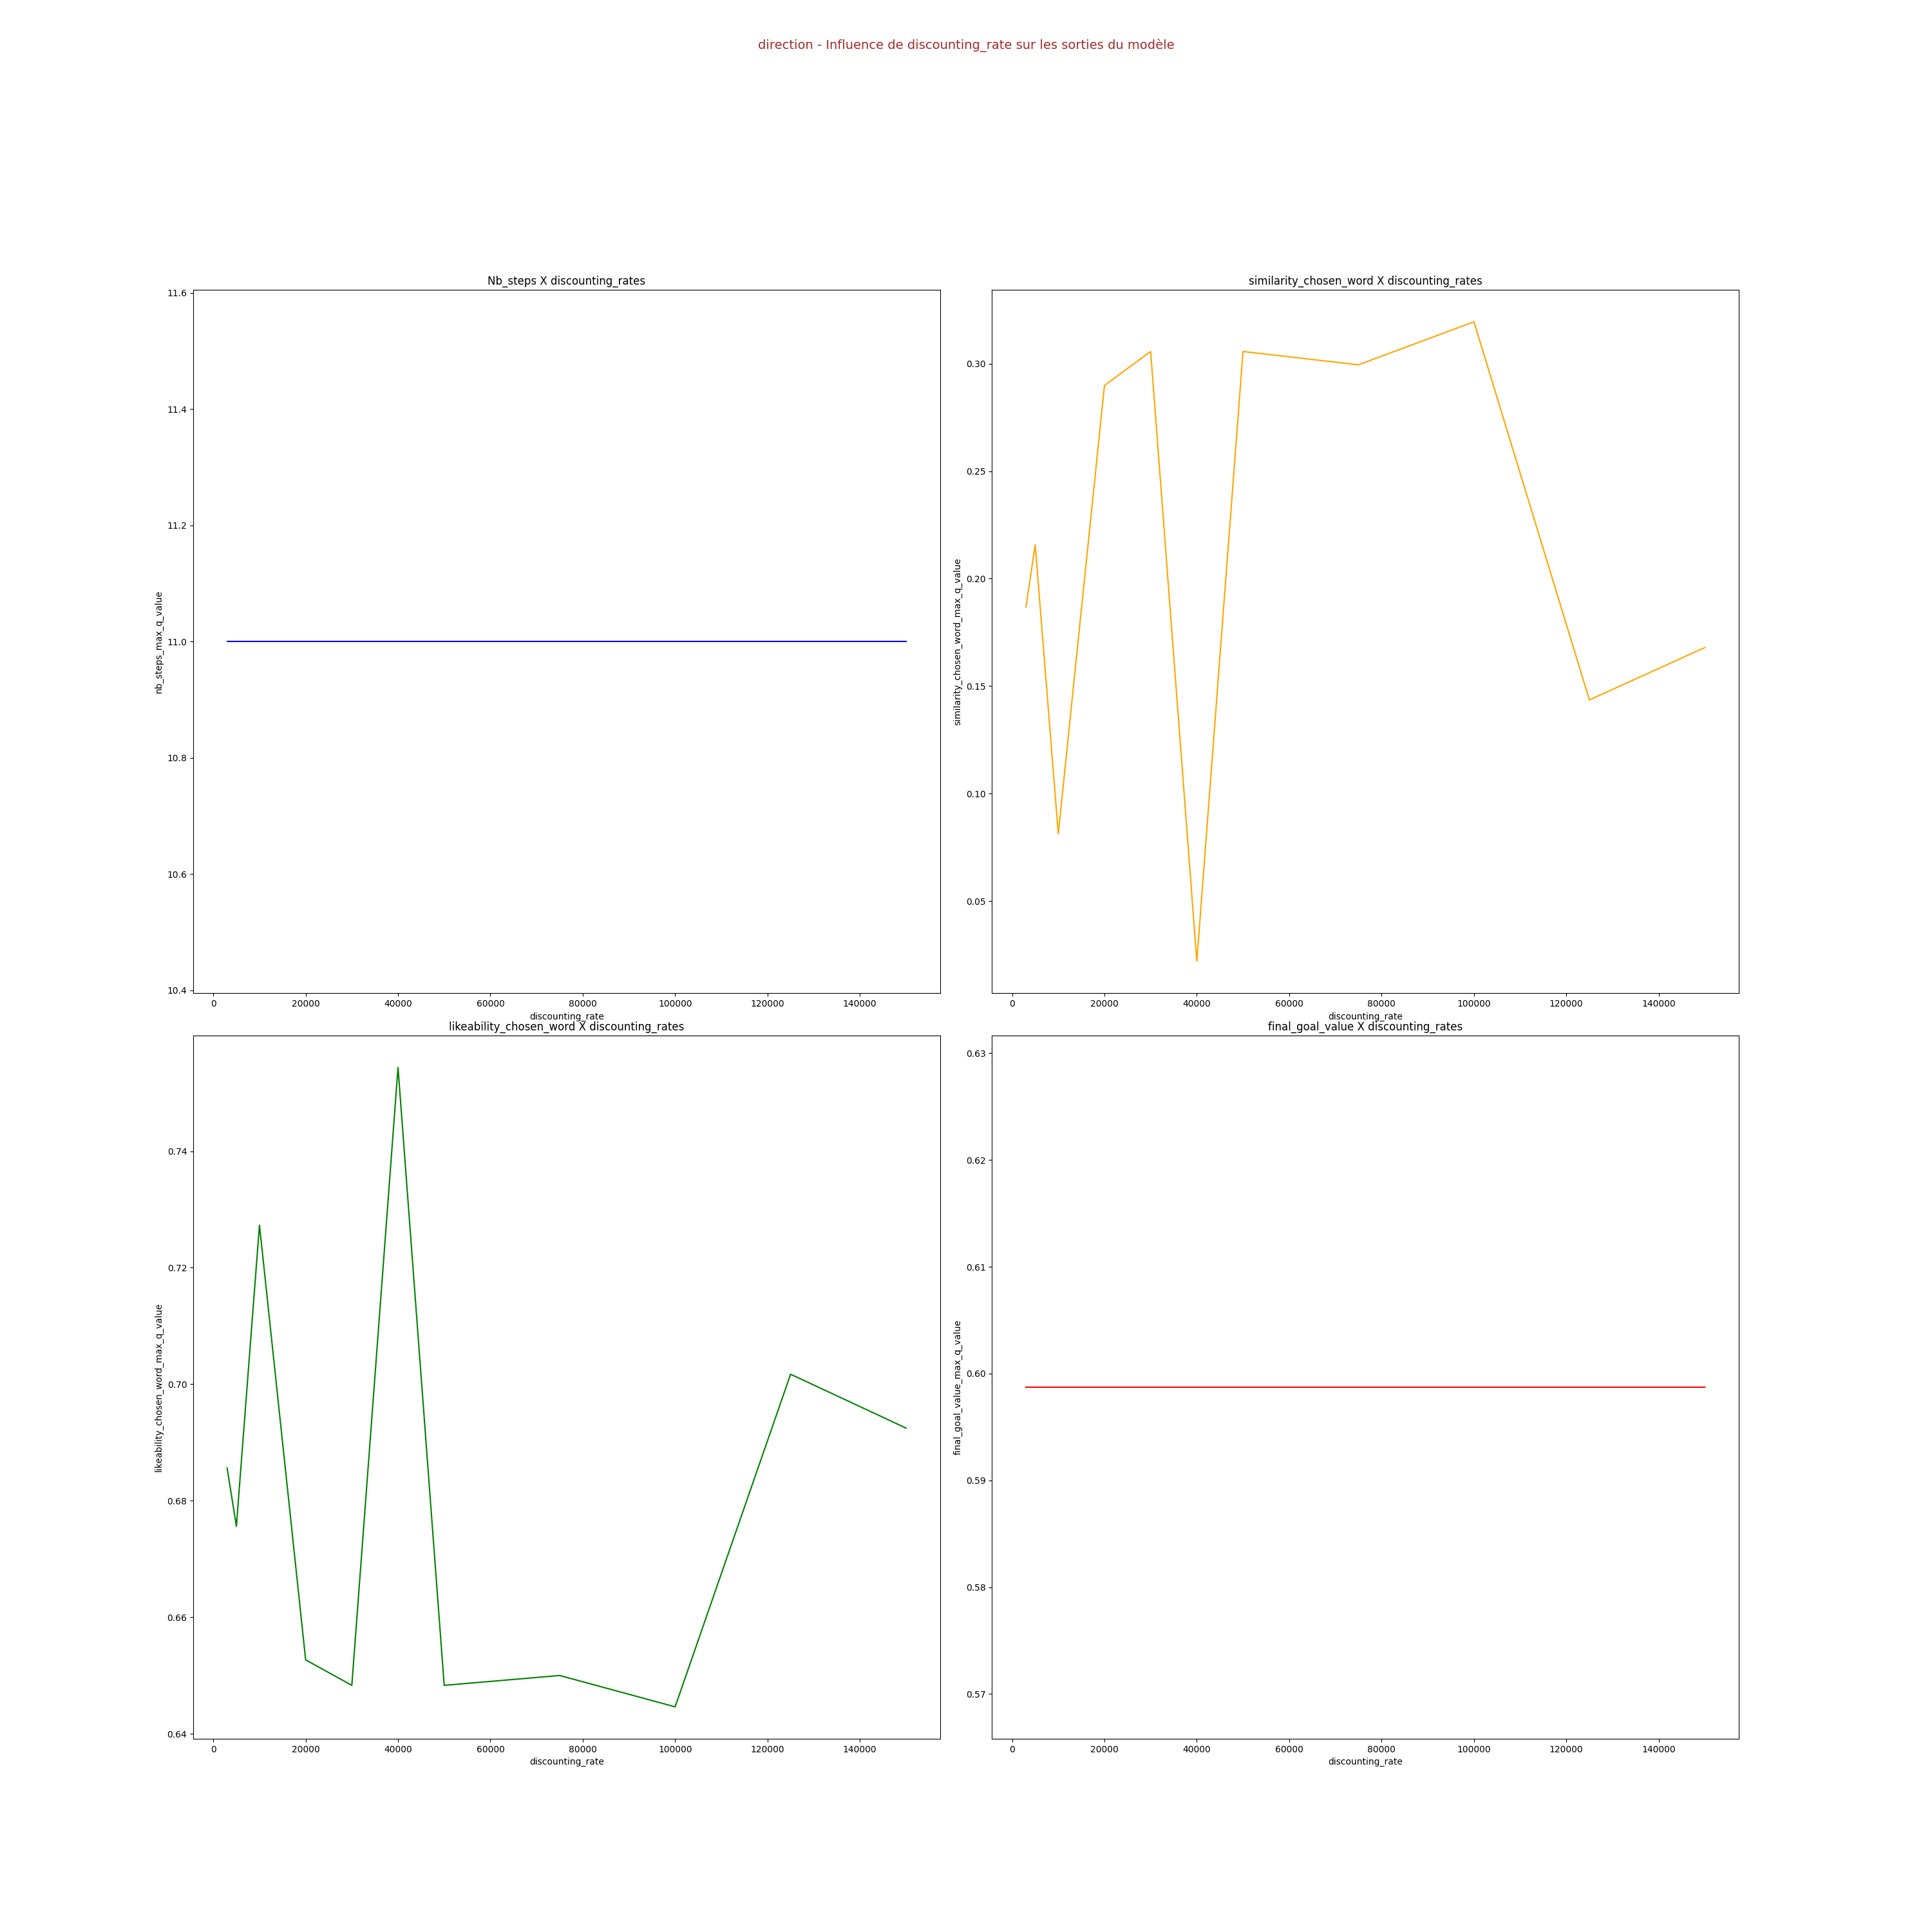 direction - Influence de discounting_rate sur les sorties du modèle
Nb_steps X discounting_rates
11.6
11.4
11.2
11.0
10.8
10.6
10.4
nb_steps_max_q_value
0 20000 40000 60000 80000 100000 120000 140000
discounting_rate
similarity_chosen_word X discounting_rates
0.30
0.25
0.20
0.15
0.10
0.05
similarity_chosen_word_max_q_value
0 20000 40000 60000 80000 100000 120000 140000
discounting_rate
likeability_chosen_word X discounting_rates
0.74
0.72
0.70
0.68
0.66
0.64
likeability_chosen_word_max_q_value
0 20000 40000 60000 80000 100000 120000 140000
discounting_rate
final_goal_value X discounting_rates
0.63
0.62
0.61
0.60
0.59
0.58
0.57
final_goal_value_max_q_value
0 20000 40000 60000 80000 100000 120000 140000
discounting_rate